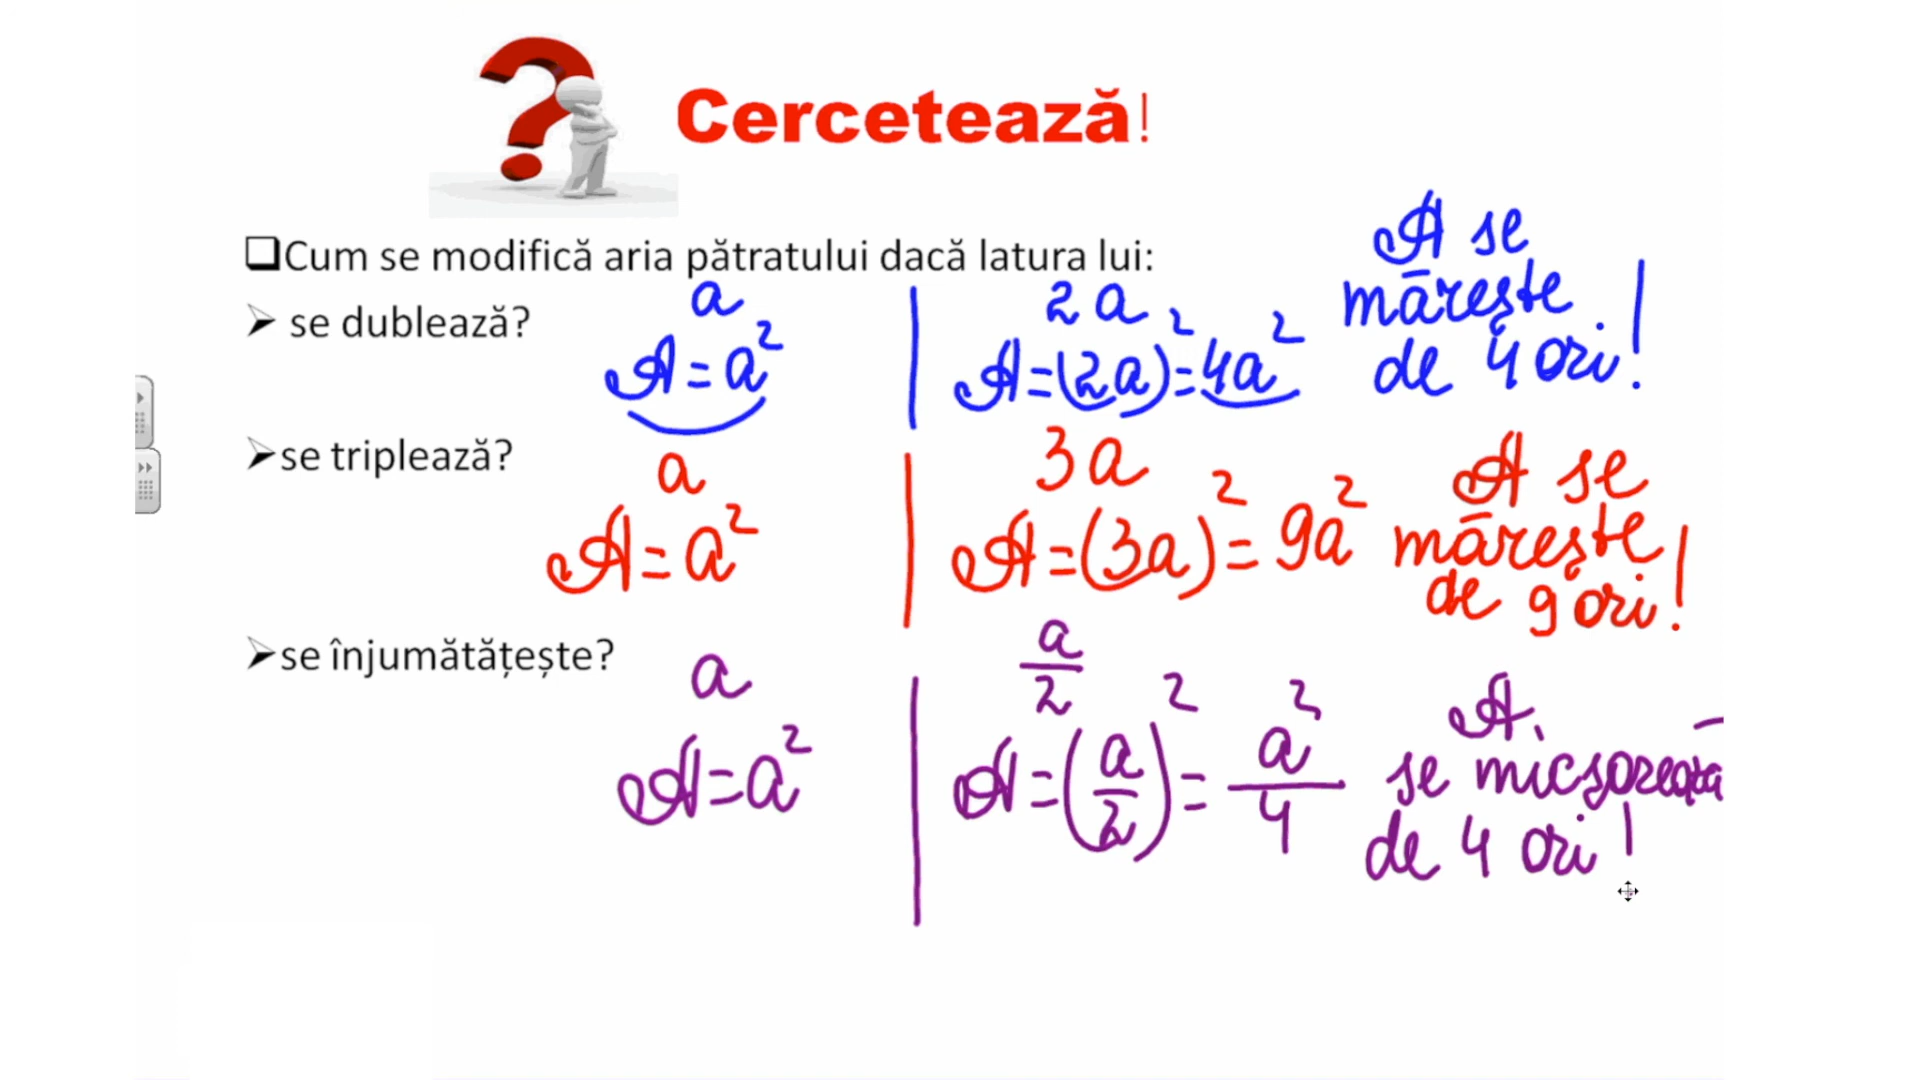 Cercetează!
❑Cum se modifică aria pătratului dacă latura lui:
➢ se dublează?
a
A=a²
2a
A=(2a)²=4a²
A se
mărește
de 4 ori!
➢se triplează?
a
A=a²
3a
A=(3a)²=9a²
A se
mărește
de 9 ori!
➢se înjumătățește?
a
A=a²
a/2
A=(a/2)²=a²/4
A
se micșorează
de 4 ori!